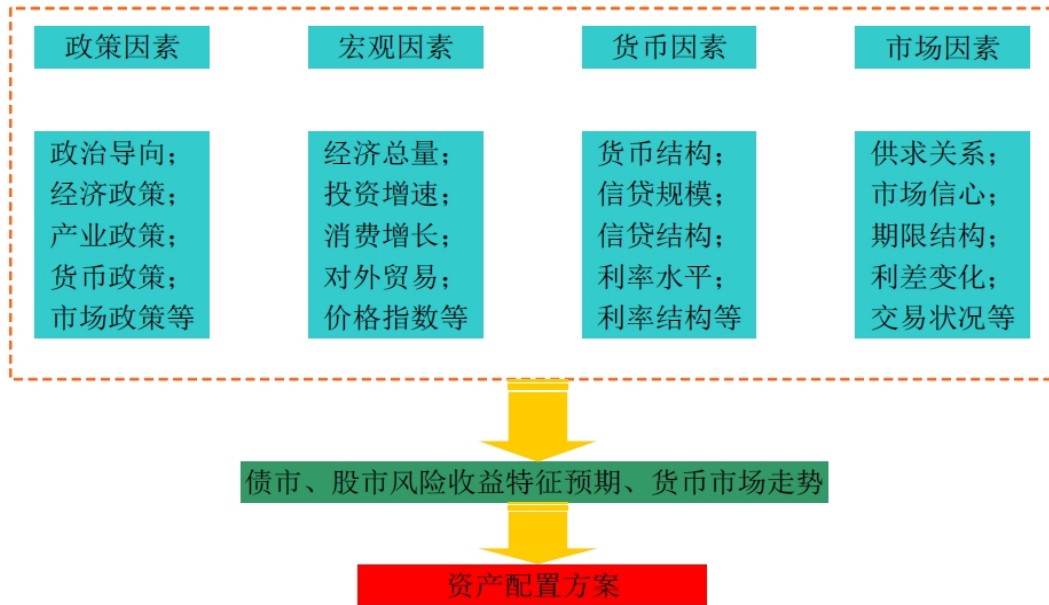 政策因素
宏观因素
货币因素
市场因素
政治导向；
经济政策；
产业政策；
货币政策；
市场政策等
经济总量；
投资增速；
消费增长；
对外贸易；
价格指数等
货币结构；
信贷规模；
信贷结构；
利率水平；
利率结构等
供求关系；
市场信心；
期限结构；
利差变化；
交易状况等
债市、股市风险收益特征预期、货币市场走势
资产配置方案